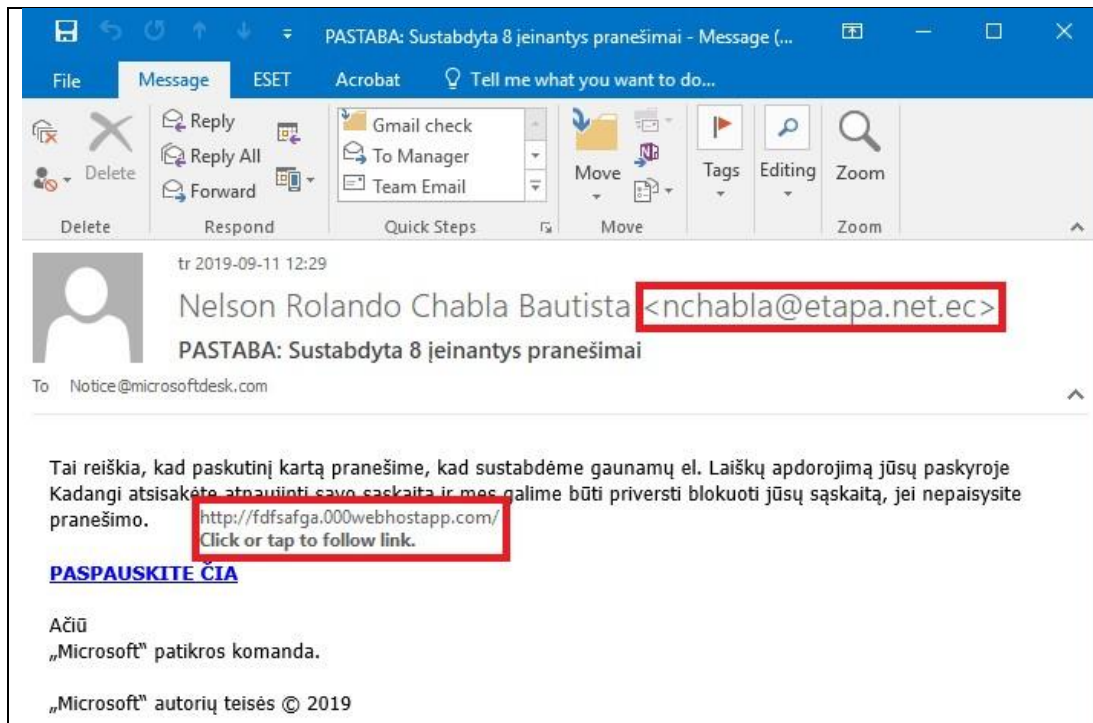 PASTABA: Sustabdyta 8 įeinantys pranešimai - Message (...
File Message ESET Acrobat Tell me what you want to do...
Delete
Reply
Reply All
Forward
Gmail check
To Manager
Team Email
Move
Tags
Editing
Zoom
Delete Respond Quick Steps Move Zoom
tr 2019-09-11 12:29
Nelson Rolando Chabla Bautista <nchabla@etapa.net.ec>
PASTABA: Sustabdyta 8 įeinantys pranešimai
To Notice@microsoftdesk.com
Tai reiškia, kad paskutinį kartą pranešime, kad sustabdėme gaunamų el. Laiškų apdorojimą jūsų paskyroje
Kadangi atsisakėte atnaujinti savo sąskaitą ir mes galime būti priversti blokuoti jūsų sąskaitą, jei nepaisysite
pranešimo.
http://fdfsafga.000webhostapp.com/
Click or tap to follow link.
PASPAUSKITE ČIA
Ačiū
„Microsoft“ patikros komanda.
„Microsoft“ autorių teisės © 2019